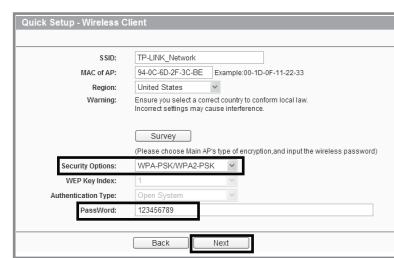 Quick Setup - Wireless Client
SSID: TP-LINK_Network
MAC of AP: 94-0C-6D-2F-3C-BE Example:00-1D-0F-11-22-33
Region: United States
Warning: Ensure you select a correct country to conform local law.
Incorrect settings may cause interference.
Survey
(Please choose Main AP's type of encryption,and input the wireless password)
Security Options: WPA-PSK/WPA2-PSK
WEP Key Index: 1
Authentication Type: Open System
PassWord: 123456789
Back Next